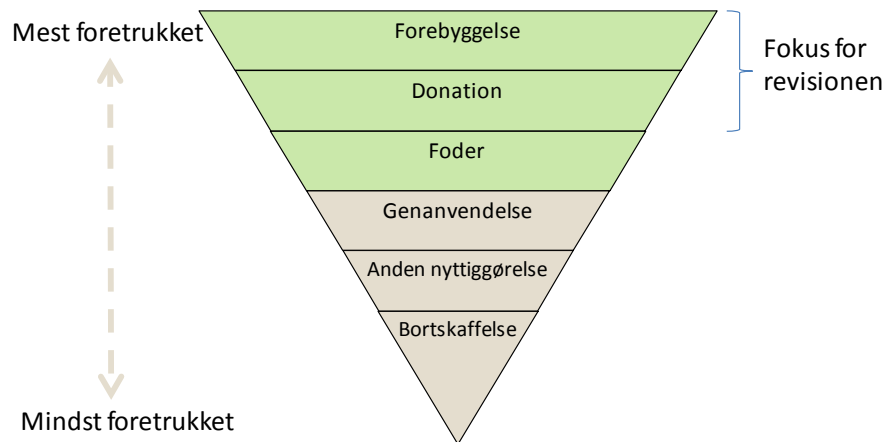 Mest foretrukket
Forebyggelse
Fokus for
revisionen
Donation
Foder
Genanvendelse
Anden nyttiggørelse
Bortskaffelse
Mindst foretrukket